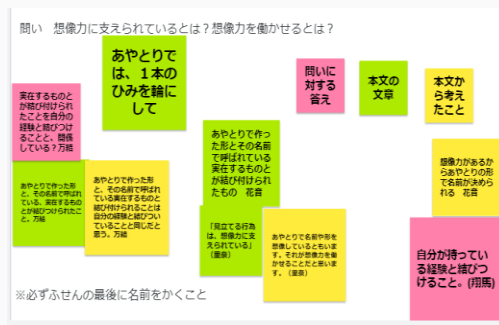 問い　想像力に支えられているとは？想像力を働かせるとは？
あやとりで
は、１本の
ひみを輪に
して
問いに
対する
答え
本文の
文章
本文か
ら考え
たこと
実在するものと
が結び付けられ
たことを自分の
経験と結びつけ
ることと、関係
している？万結
あやとりで作った形
と、その名前で呼ばれ
ている、実在するもの
とが結びつけられたこ
と。万結
あやとりで作った形
と、その名前で呼ばれ
ている実在するものと
が結び付けられることは
自分の経験と結びつい
ていることと同じだと
思う。万結
あやとりで作っ
た形とその名前
で呼ばれている
実在するものと
が結び付けられ
たもの　花音
「見立てる行為
は、想像力に支
えられている」
（里奈）
あやとりで名前や形を
想像しているともいま
す。それが想像力を働
かせることだと思いま
す。（里奈）
想像力があるか
らあやとりの形
で名前が決めら
れる　花音
自分が持ってい
る経験と結びつ
けること。(翔馬)
※必ずふせんの最後に名前をかくこと